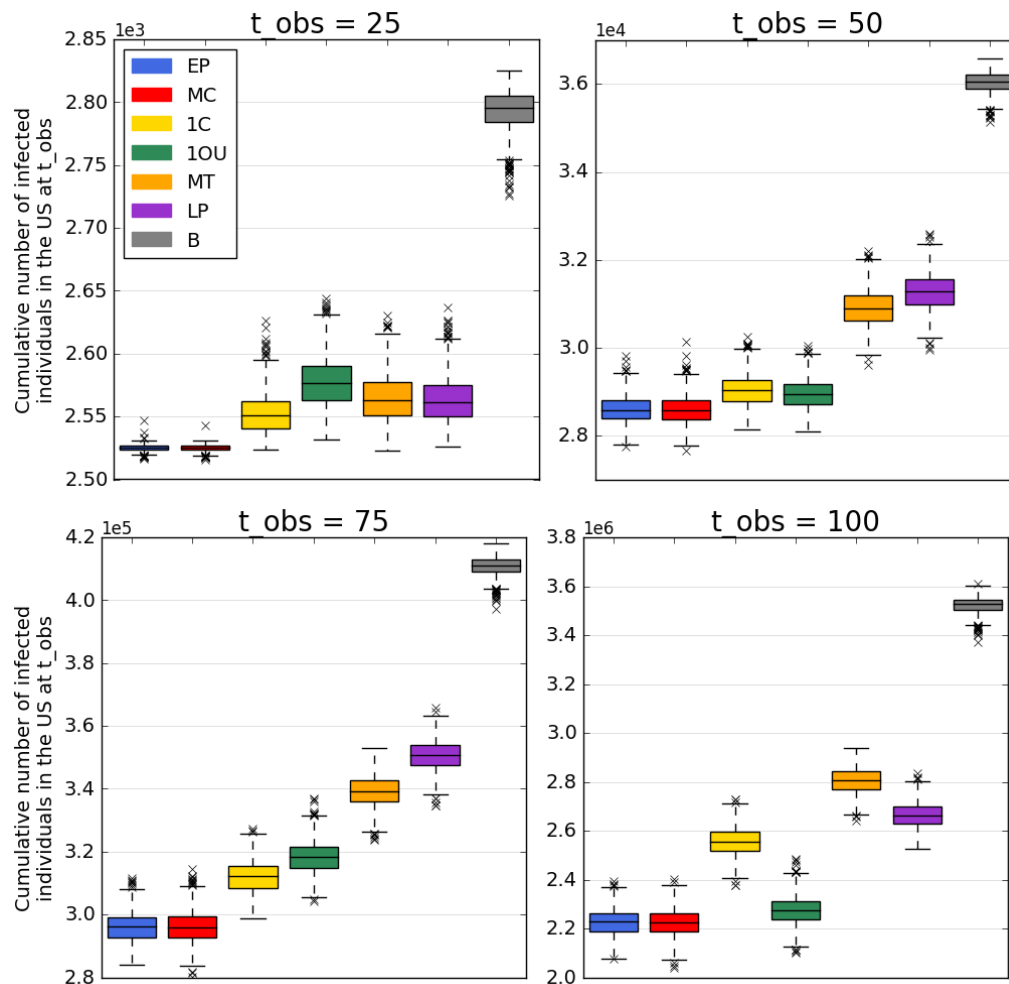 t_obs = 25
1e3
2.85
2.80
2.75
2.70
2.65
2.60
2.55
2.50
Cumulative number of infected
individuals in the US at t_obs
EP
MC
1C
1OU
MT
LP
B
t_obs = 50
1e4
3.6
3.2
3.0
2.8
t_obs = 75
1e5
4.2
4.0
3.8
3.6
3.4
3.2
3.0
2.8
Cumulative number of infected
individuals in the US at t_obs
t_obs = 100
1e6
3.8
3.6
3.4
3.2
3.0
2.8
2.6
2.4
2.2
2.0